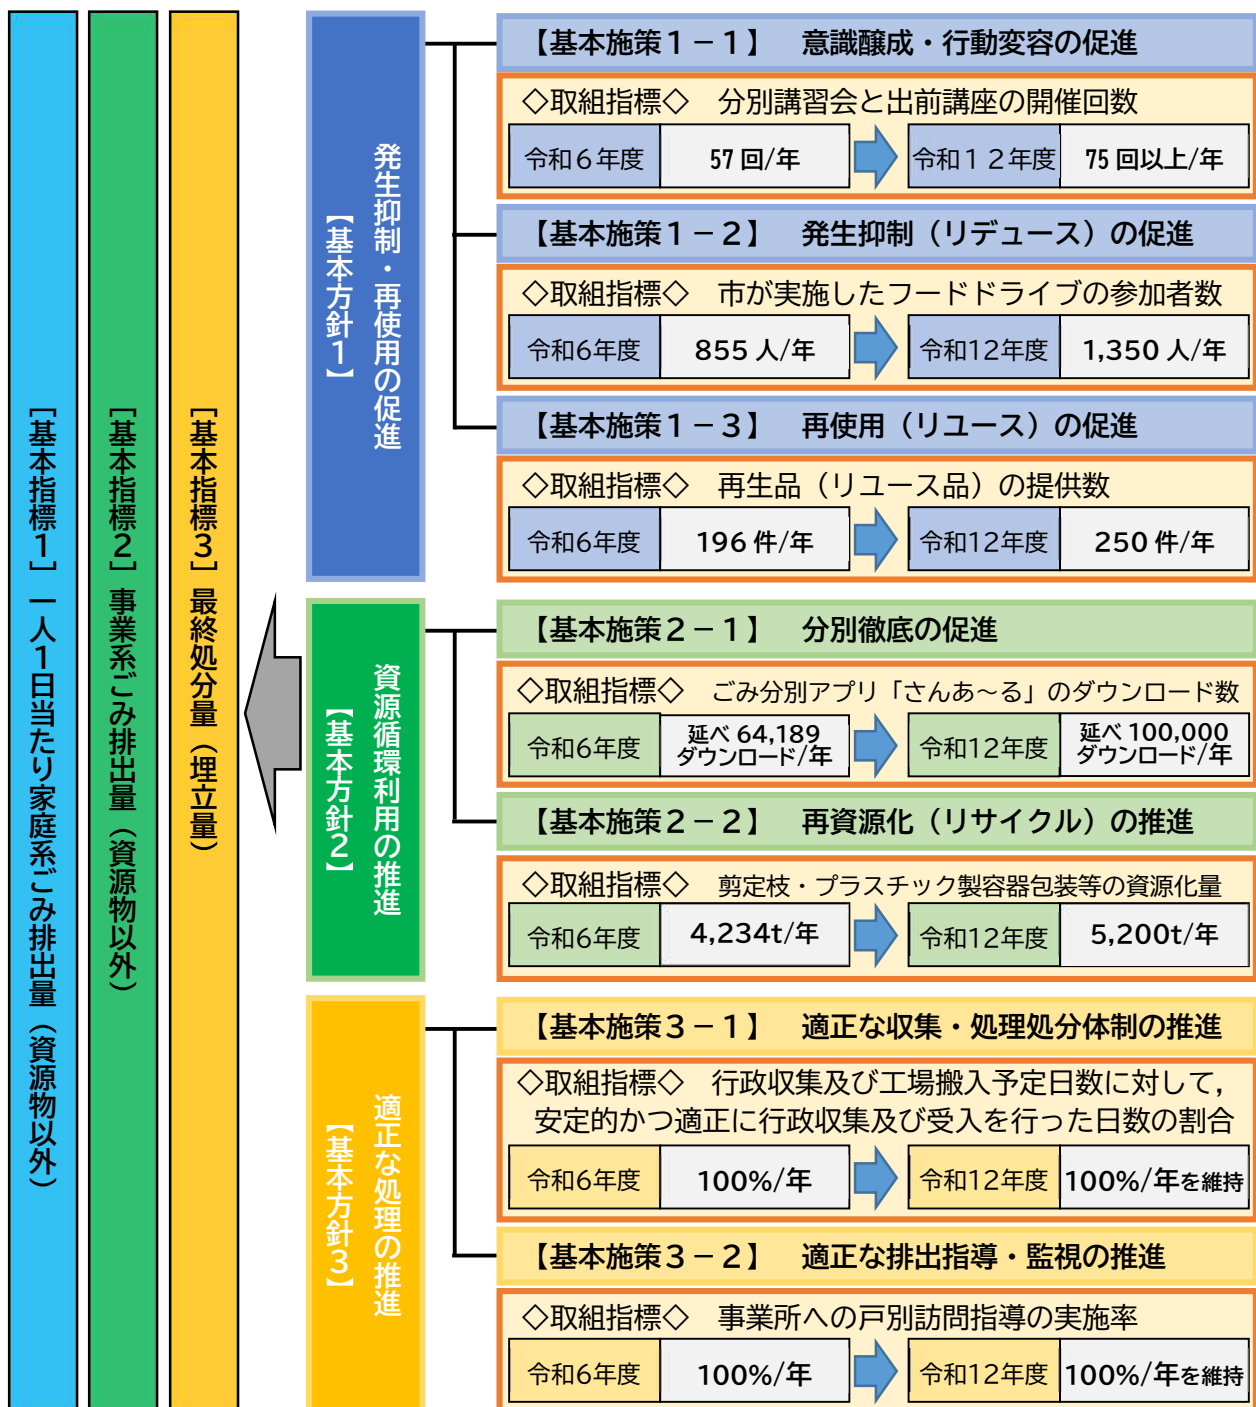 [基本指標1] 一人1日当たり家庭系ごみ排出量（資源物以外）
[基本指標2] 事業系ごみ排出量（資源物以外）
[基本指標3] 最終処分量（埋立量）
【基本方針1】
発生抑制・再使用の促進
【基本施策1－1】　意識醸成・行動変容の促進
◇取組指標◇　分別講習会と出前講座の開催回数
令和６年度　57回/年　令和１２年度　75回以上/年
【基本施策1－2】　発生抑制（リデュース）の促進
◇取組指標◇　市が実施したフードドライブの参加者数
令和6年度　855人/年　令和12年度　1,350人/年
【基本施策1－3】　再使用（リユース）の促進
◇取組指標◇　再生品（リユース品）の提供数
令和6年度　196件/年　令和12年度　250件/年
【基本方針2】
資源循環利用の推進
【基本施策2－1】　分別徹底の促進
◇取組指標◇　ごみ分別アプリ「さんあ～る」のダウンロード数
令和6年度　延べ64,189ダウンロード/年　令和12年度　延べ100,000ダウンロード/年
【基本施策2－2】　再資源化（リサイクル）の推進
◇取組指標◇　剪定枝・プラスチック製容器包装等の資源化量
令和6年度　4,234t/年　令和12年度　5,200t/年
【基本方針3】
適正な処理の推進
【基本施策3－1】　適正な収集・処理処分体制の推進
◇取組指標◇　行政収集及び工場搬入予定日数に対して，
安定的かつ適正に行政収集及び受入を行った日数の割合
令和6年度　100%/年　令和12年度　100%/年を維持
【基本施策3－2】　適正な排出指導・監視の推進
◇取組指標◇　事業所への戸別訪問指導の実施率
令和6年度　100%/年　令和12年度　100%/年を維持